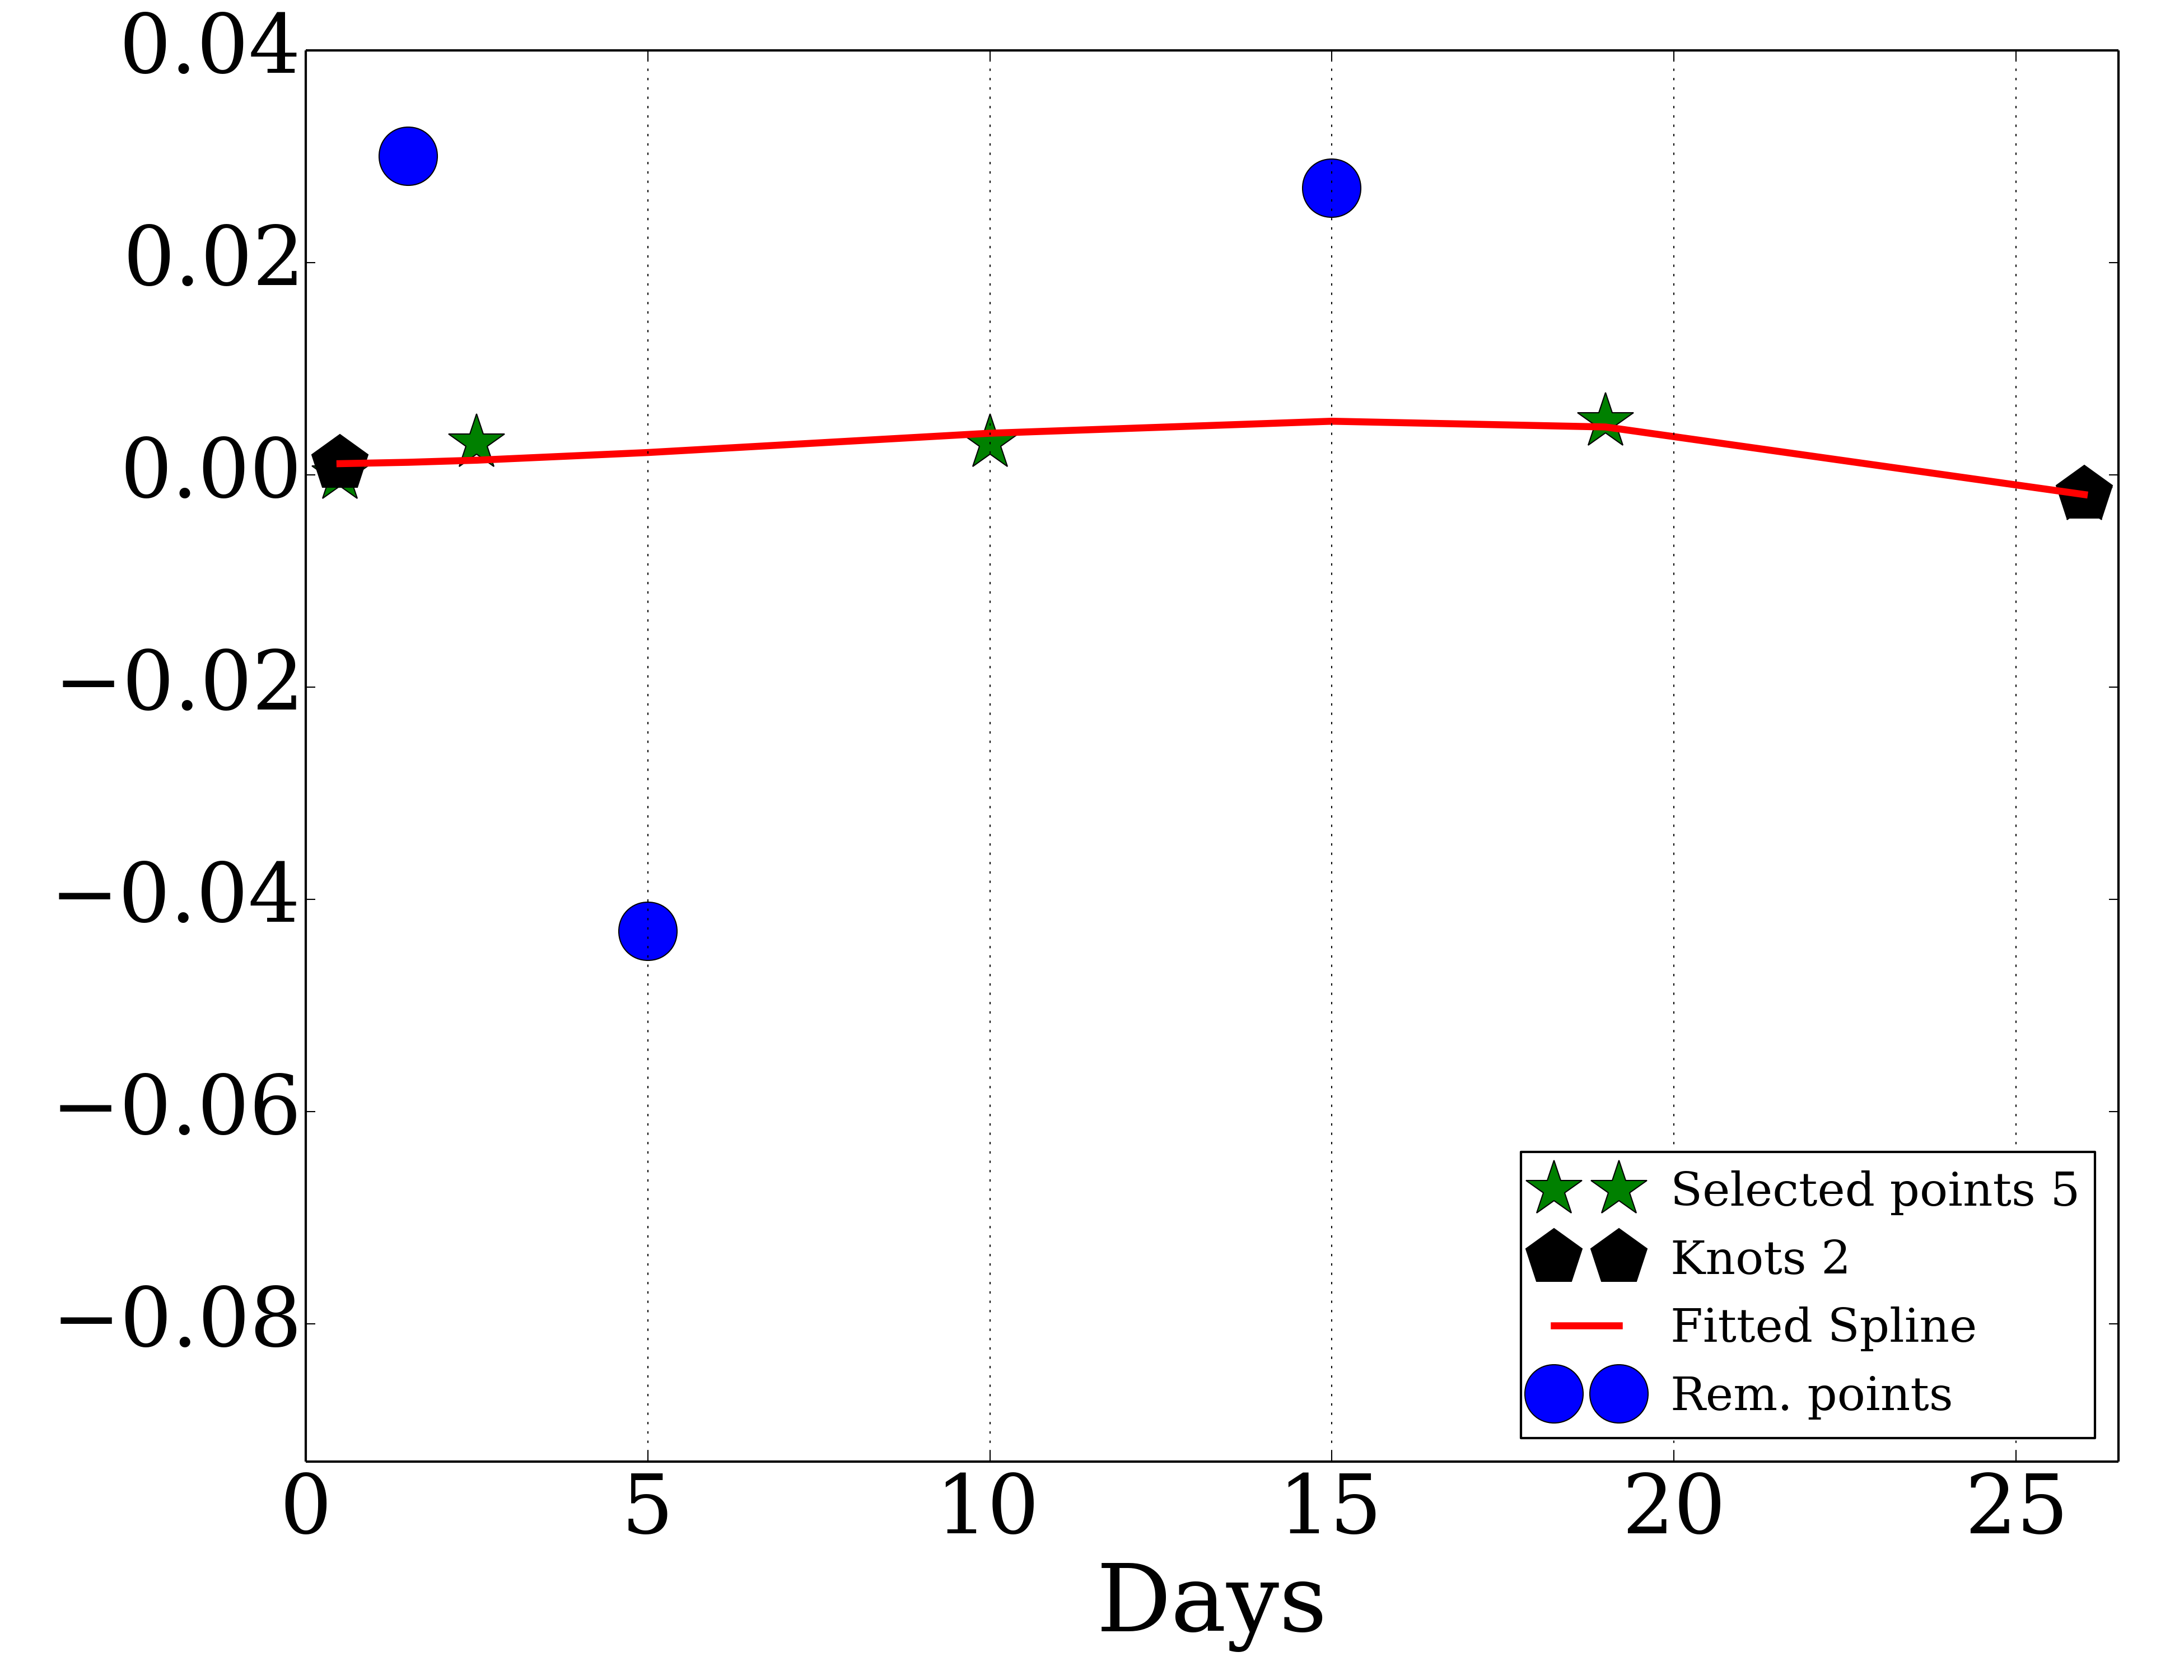 0.04
0.02
0.00
−0.02
−0.04
−0.06
−0.08
Selected points 5
Knots 2
Fitted Spline
Rem. points
0 5 10 15 20 25
Days